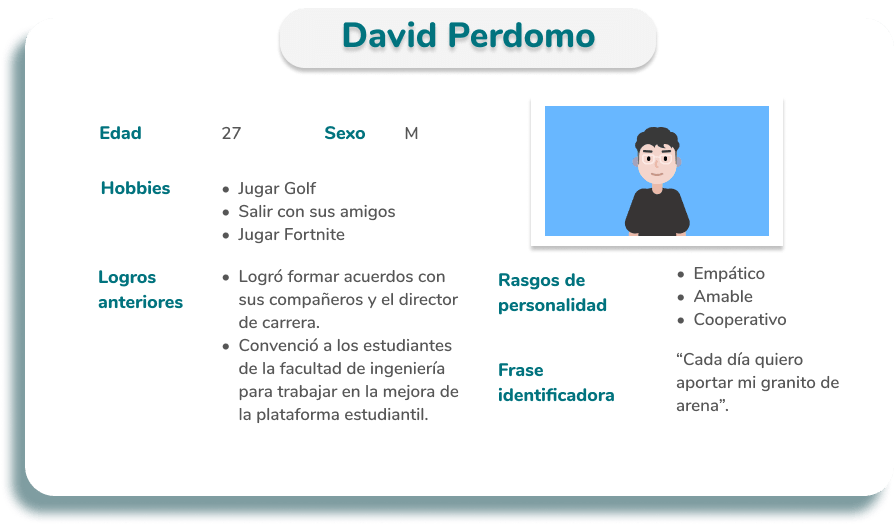 David Perdomo
Edad 27 Sexo M
Hobbies
• Jugar Golf
• Salir con sus amigos
• Jugar Fortnite
Logros
anteriores
• Logró formar acuerdos con
sus compañeros y el director
de carrera.
• Convenció a los estudiantes
de la facultad de ingeniería
para trabajar en la mejora de
la plataforma estudiantil.
Rasgos de
personalidad
• Empático
• Amable
• Cooperativo
Frase
identificadora
“Cada día quiero
aportar mi granito de
arena”.